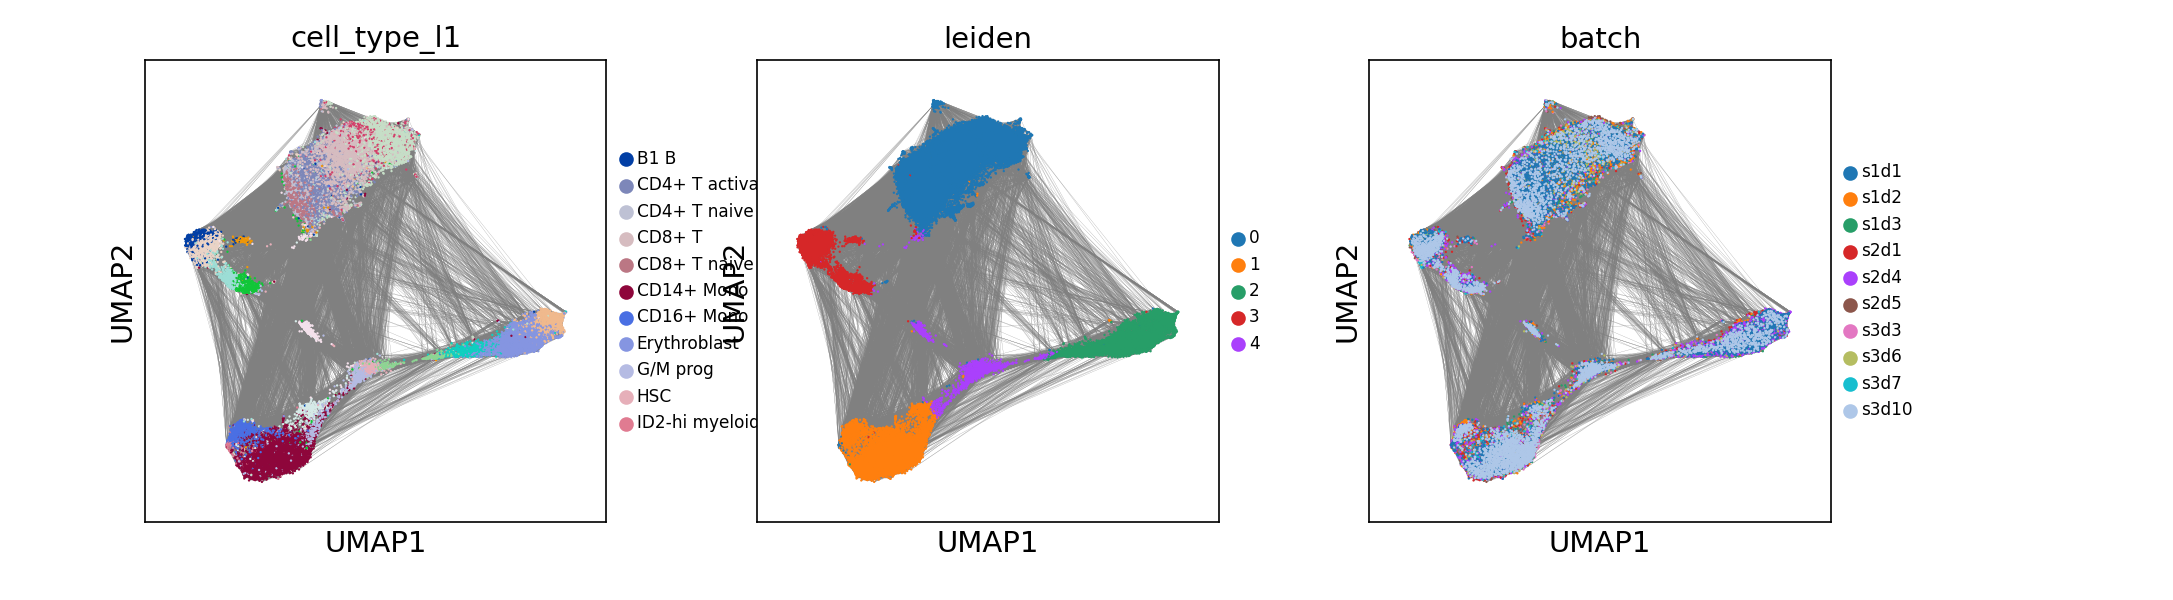 cell_type_l1
UMAP2
UMAP1
B1 B
CD4+ T activa
CD4+ T naive
CD8+ T
CD8+ T naive
CD14+ Mono
CD16+ Mono
Erythroblast
G/M prog
HSC
ID2-hi myeloid
leiden
UMAP2
UMAP1
0
1
2
3
4
batch
UMAP2
UMAP1
s1d1
s1d2
s1d3
s2d1
s2d4
s2d5
s3d3
s3d6
s3d7
s3d10